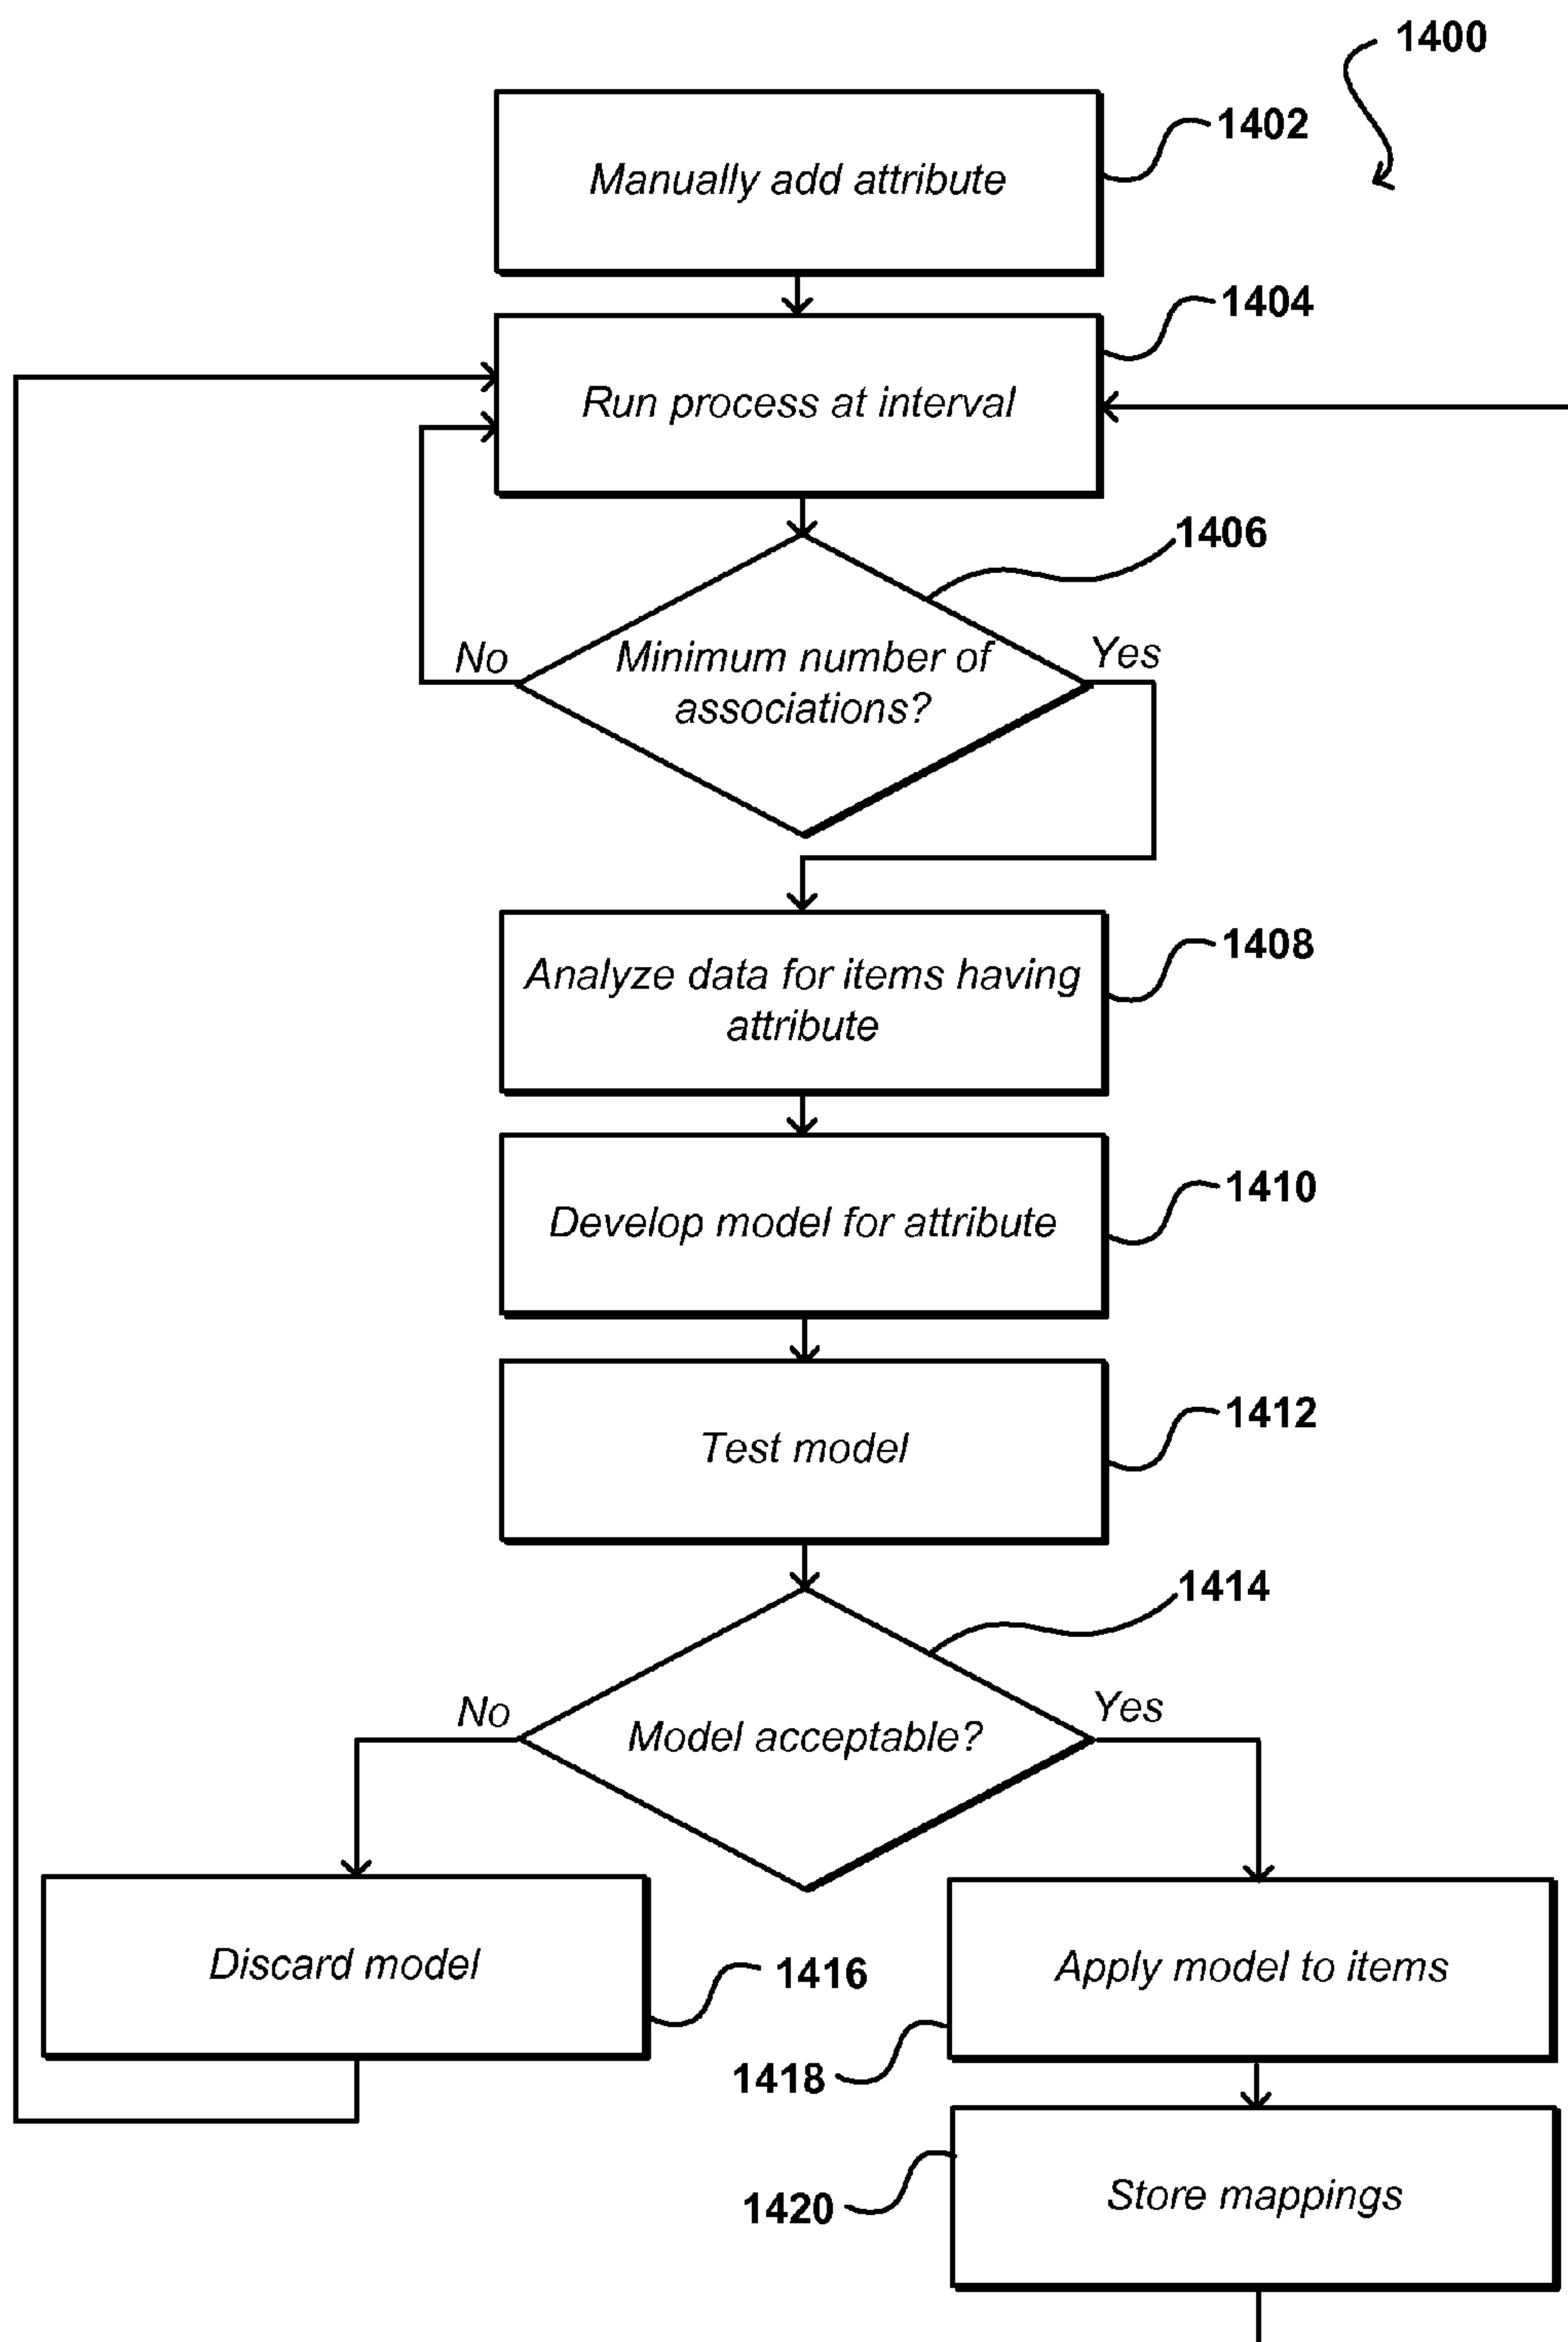 1400
Manually add attribute
1402
1404
Run process at interval
1406
No
Minimum number of
associations?
Yes
Analyze data for items having
attribute
1408
Develop model for attribute
1410
Test model
1412
1414
No
Model acceptable?
Yes
Discard model
1416
Apply model to items
1418
Store mappings
1420